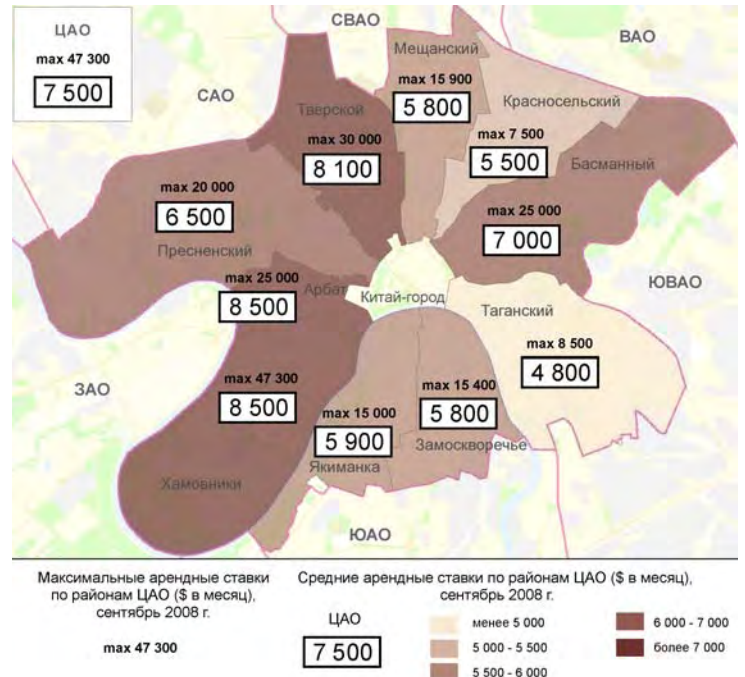 ЦАО
max 47 300
7 500
СВАО
ВАО
САО
Мещанский
max 15 900
5 800
Красносельский
max 7 500
5 500
Тверской
max 30 000
8 100
Басманный
max 25 000
7 000
max 20 000
6 500
Пресненский
max 25 000
8 500
Арбат
Китай-город
ЮВАО
Таганский
max 8 500
4 800
ЗАО
max 47 300
8 500
Хамовники
max 15 000
5 900
Якиманка
max 15 400
5 800
Замоскворечье
ЮАО
Максимальные арендные ставки
по районам ЦАО ($ в месяц),
сентябрь 2008 г.
max 47 300
Средние арендные ставки по районам ЦАО ($ в месяц),
сентябрь 2008 г.
ЦАО
7 500
менее 5 000
5 000 - 5 500
5 500 - 6 000
6 000 - 7 000
более 7 000